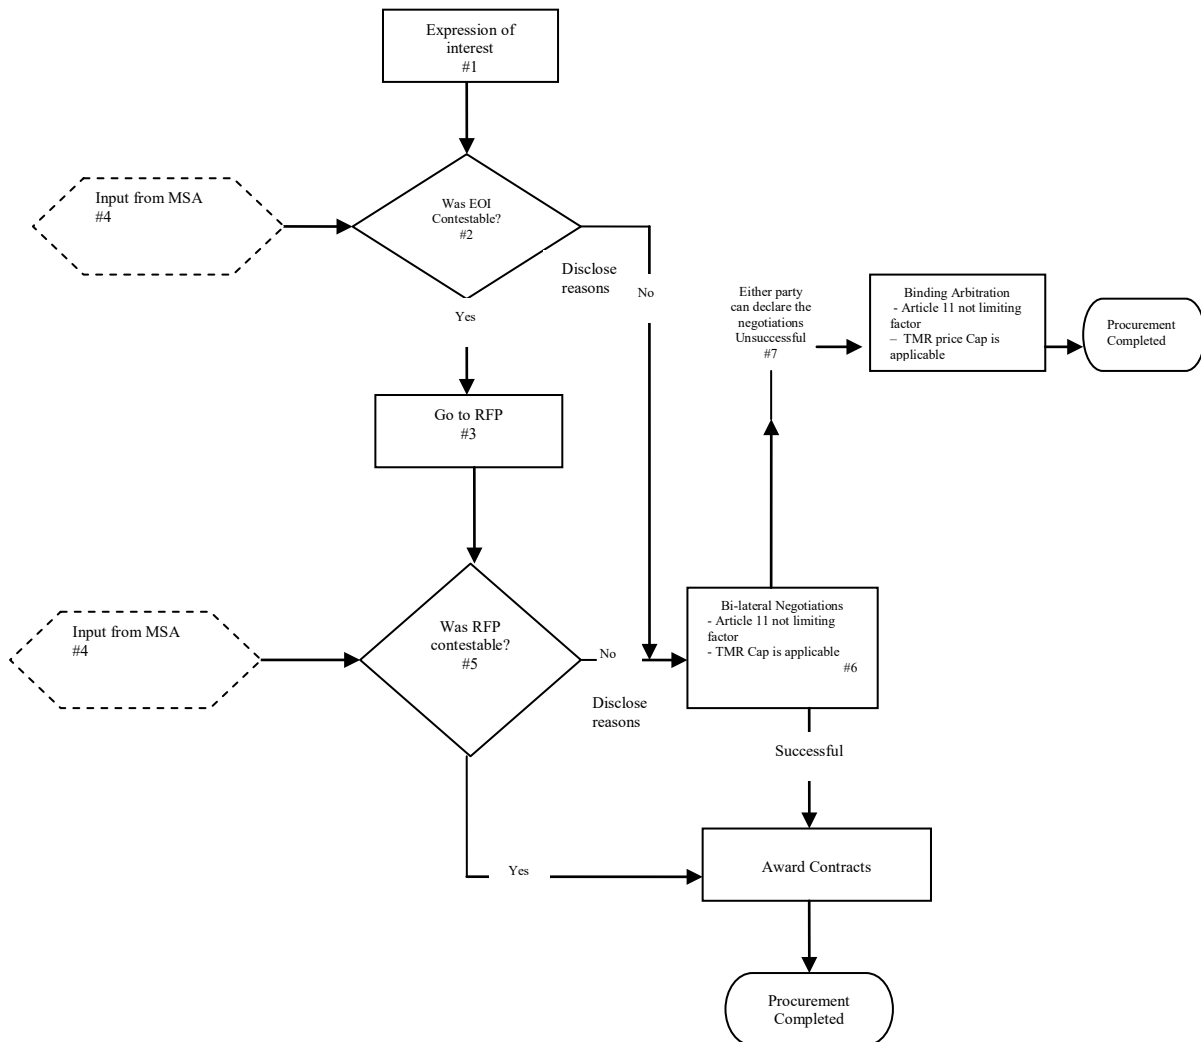 Expression of
interest
#1
Input from MSA
#4
Was EOI
Contestable?
#2
Disclose
reasons
No
Yes
Either party
can declare the
negotiations
Unsuccessful
#7
Binding Arbitration
- Article 11 not limiting
factor
– TMR price Cap is
applicable
Procurement
Completed
Go to RFP
#3
Input from MSA
#4
Was RFP
contestable?
#5
No
Disclose
reasons
Bi-lateral Negotiations
- Article 11 not limiting
factor
- TMR Cap is applicable
#6
Successful
Yes
Award Contracts
Procurement
Completed